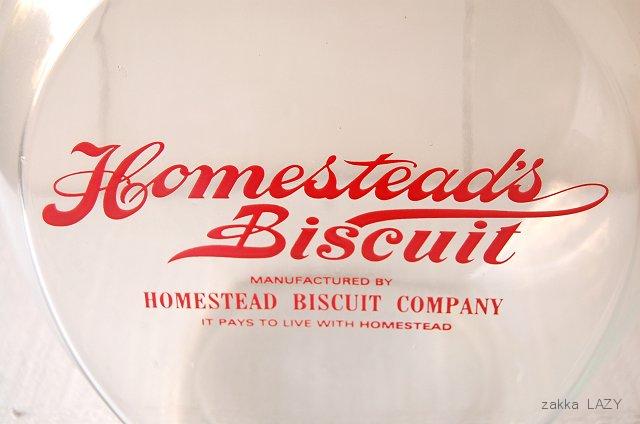 Homestead's
Biscuit
MANUFACTURED BY
HOMESTEAD BISCUIT COMPANY
IT PAYS TO LIVE WITH HOMESTEAD
zakka LAZY